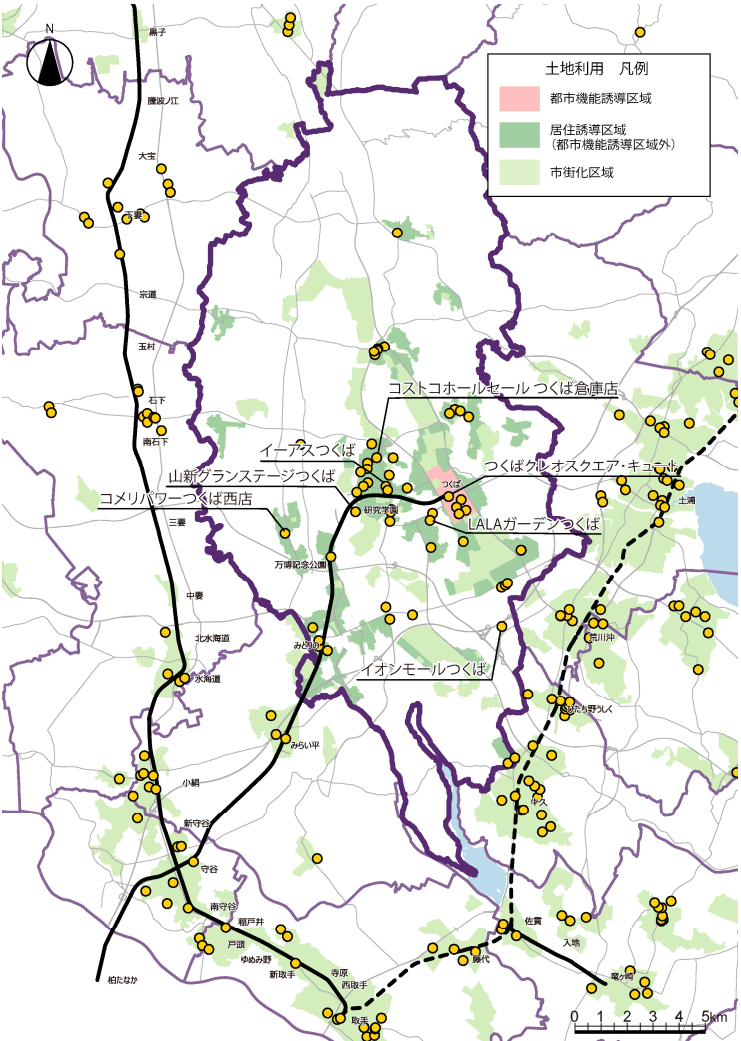 N
土地利用　凡例
都市機能誘導区域
居住誘導区域
（都市機能誘導区域外）
市街化区域
黒子
騰波ノ江
大宝
下妻
宗道
玉村
石下
南石下
三妻
中妻
北水海道
水海道
小絹
新守谷
守谷
南守谷
稲戸井
戸頭
ゆめみ野
新取手
寺原
西取手
取手
柏たなか
コストコホールセール つくば倉庫店
イーアスつくば
つくばクレオスクエア・キュート
山新グランステージつくば
つくば
コメリパワーつくば西店
研究学園
LALAガーデンつくば
土浦
万博記念公園
荒川沖
みどりの
イオンモールつくば
ひたち野うしく
みらい平
牛久
佐貫
入地
藤代
竜ヶ崎
0 1 2 3 4 5km